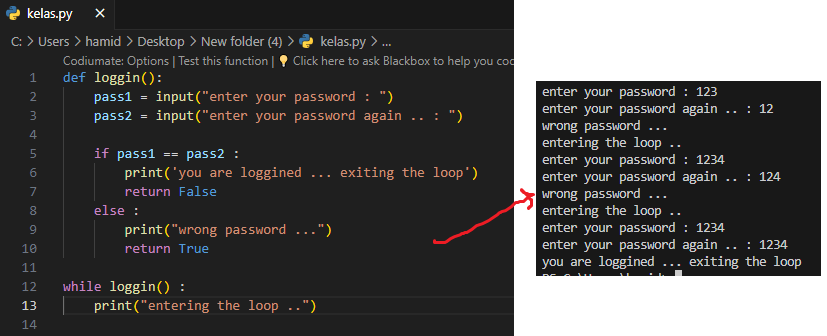 kelas.py
C: > Users > hamid > Desktop > New folder (4) > kelas.py > ...
Codiumate: Options | Test this function | Click here to ask Blackbox to help you coc
1 def loggin():
2 pass1 = input("enter your password : ")
3 pass2 = input("enter your password again .. : ")
4
5 if pass1 == pass2 :
6 print('you are loggined ... exiting the loop')
7 return False
8 else :
9 print("wrong password ...")
10 return True
11
12 while loggin() :
13 print("entering the loop ..")
14
enter your password : 123
enter your password again .. : 12
wrong password ...
entering the loop ..
enter your password : 1234
enter your password again .. : 124
wrong password ...
entering the loop ..
enter your password : 1234
enter your password again .. : 1234
you are loggined ... exiting the loop